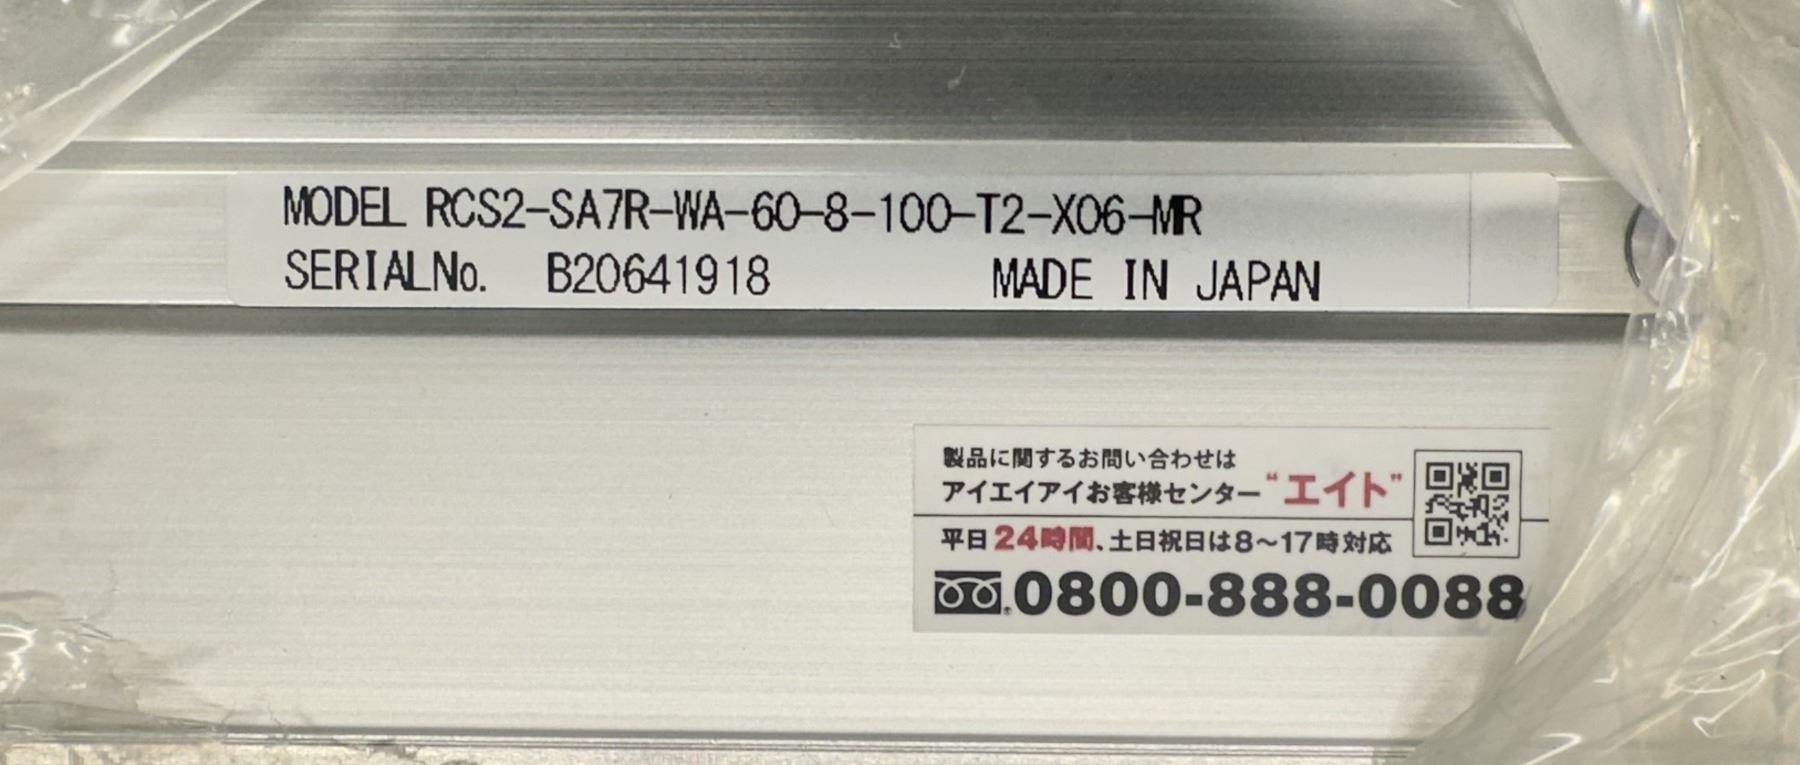 MODEL RCS2-SA7R-WA-60-8-100-T2-X06-MR
SERIALNo. B20641918 MADE IN JAPAN
製品に関するお問い合わせは
アイエイアイお客様センター“エイト”
平日24時間、土日祝日は8～17時対応
0800-888-0088